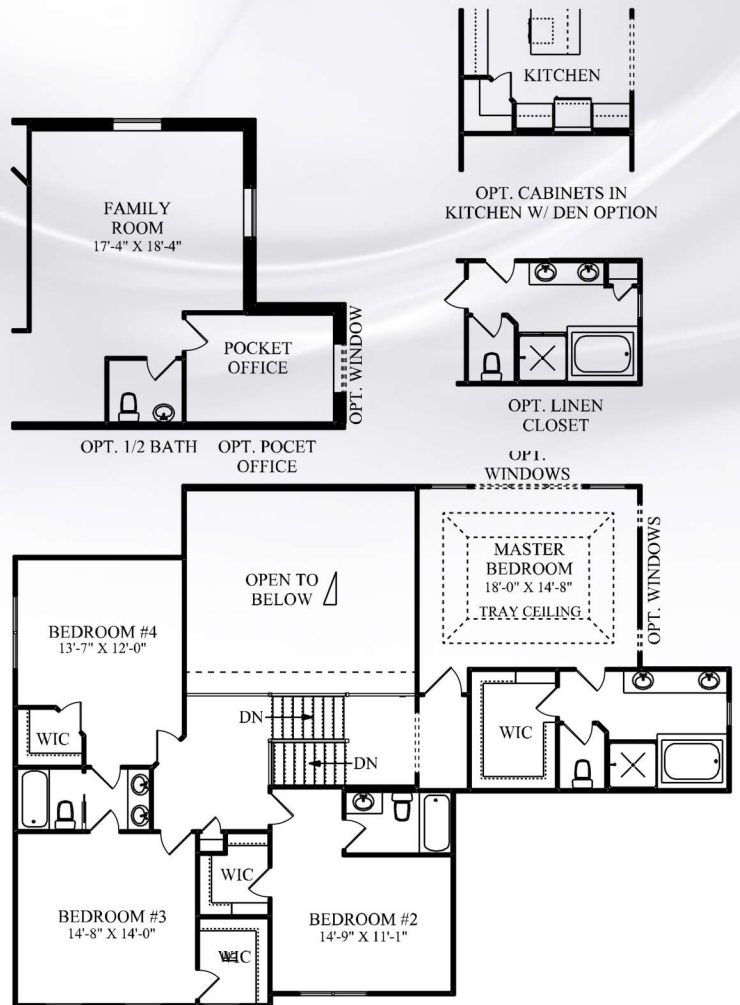 KITCHEN
OPT. CABINETS IN
KITCHEN W/ DEN OPTION
FAMILY
ROOM
17'-4" X 18'-4"
POCKET
OFFICE
OPT. WINDOW
OPT. 1/2 BATH
OPT. POCET
OFFICE
OPT. LINEN
CLOSET
OPT.
WINDOWS
OPEN TO
BELOW
MASTER
BEDROOM
18'-0" X 14'-8"
TRAY CEILING
OPT. WINDOWS
BEDROOM #4
13'-7" X 12'-0"
WIC
DN
DN
WIC
WIC
BEDROOM #3
14'-8" X 14'-0"
BEDROOM #2
14'-9" X 11'-1"
WIC